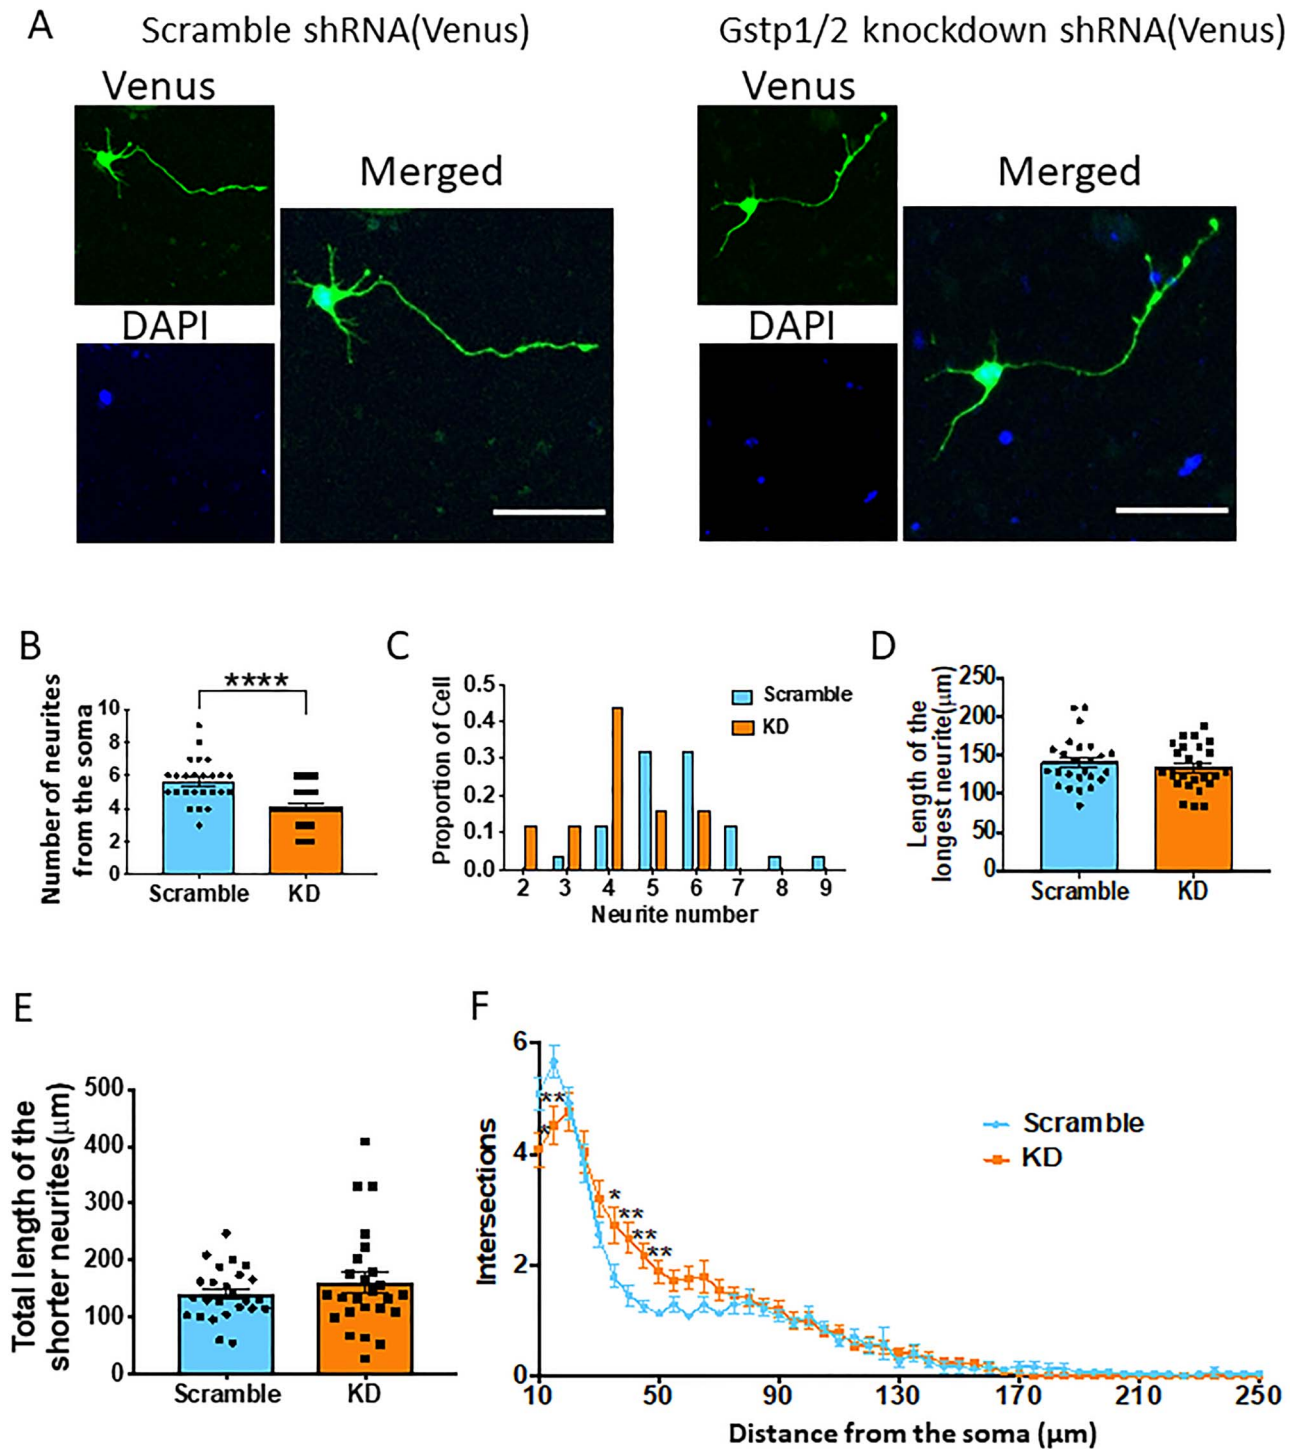 A
Scramble shRNA(Venus)
Gstp1/2 knockdown shRNA(Venus)
Venus
Merged
DAPI
Venus
Merged
DAPI
B
Number of neurites
from the soma
10
8
6
4
2
0
****
Scramble
KD
C
Proportion of Cell
0.5
0.4
0.3
0.2
0.1
0.0
Scramble
KD
2 3 4 5 6 7 8 9
Neurite number
D
Length of the
longest neurite(µm)
250
200
150
100
50
0
Scramble
KD
E
Total length of the
shorter neurites(µm)
500
400
300
200
100
0
Scramble
KD
F
Intersections
6
4
2
0
**
*
*
**
**
**
Scramble
KD
10 50 90 130 170 210 250
Distance from the soma (µm)